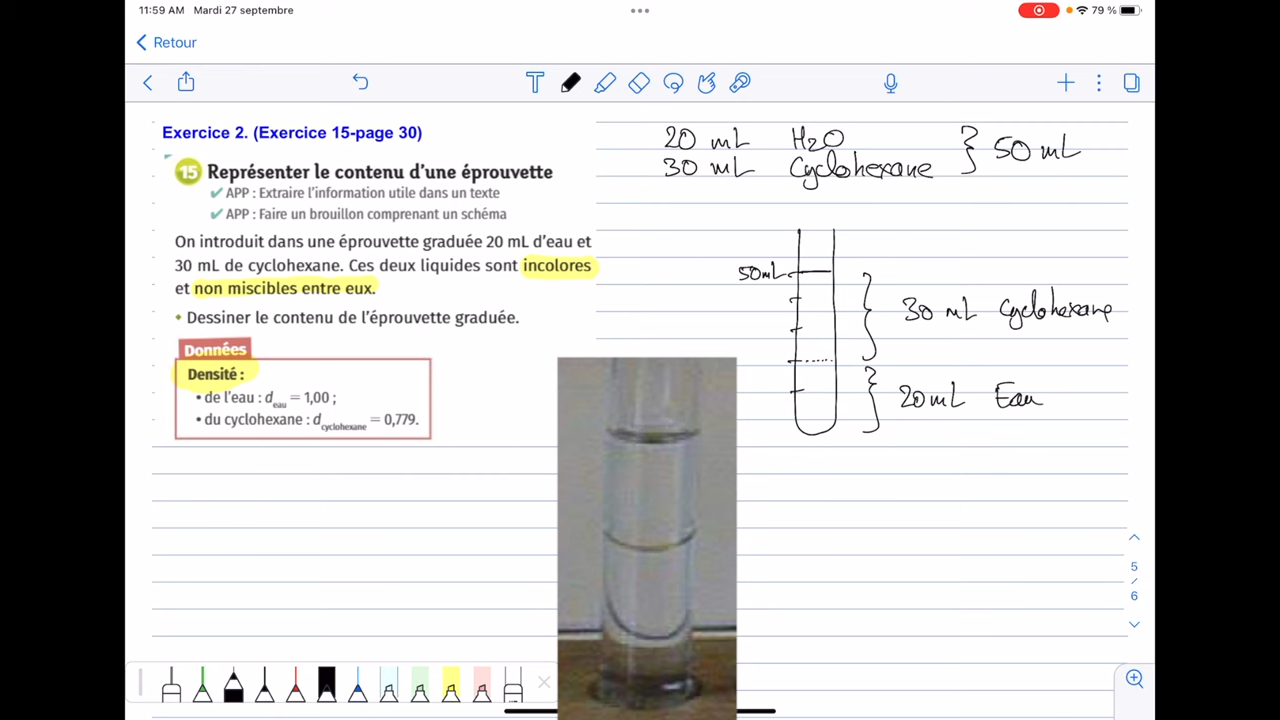 11:59 AM Mardi 27 septembre
79 %
Retour
Exercice 2. (Exercice 15-page 30)
15 Représenter le contenu d'une éprouvette
✔ APP : Extraire l'information utile dans un texte
✔ APP : Faire un brouillon comprenant un schéma
On introduit dans une éprouvette graduée 20 mL d'eau et
30 mL de cyclohexane. Ces deux liquides sont incolores
et non miscibles entre eux.
• Dessiner le contenu de l'éprouvette graduée.
Données
Densité :
• de l'eau : d eau = 1,00 ;
• du cyclohexane : d cyclohexane = 0,779.
20 mL H2O
30 mL Cyclohexane
50 mL
50mL
30 mL Cyclohexane
20 mL Eau
5
/
6